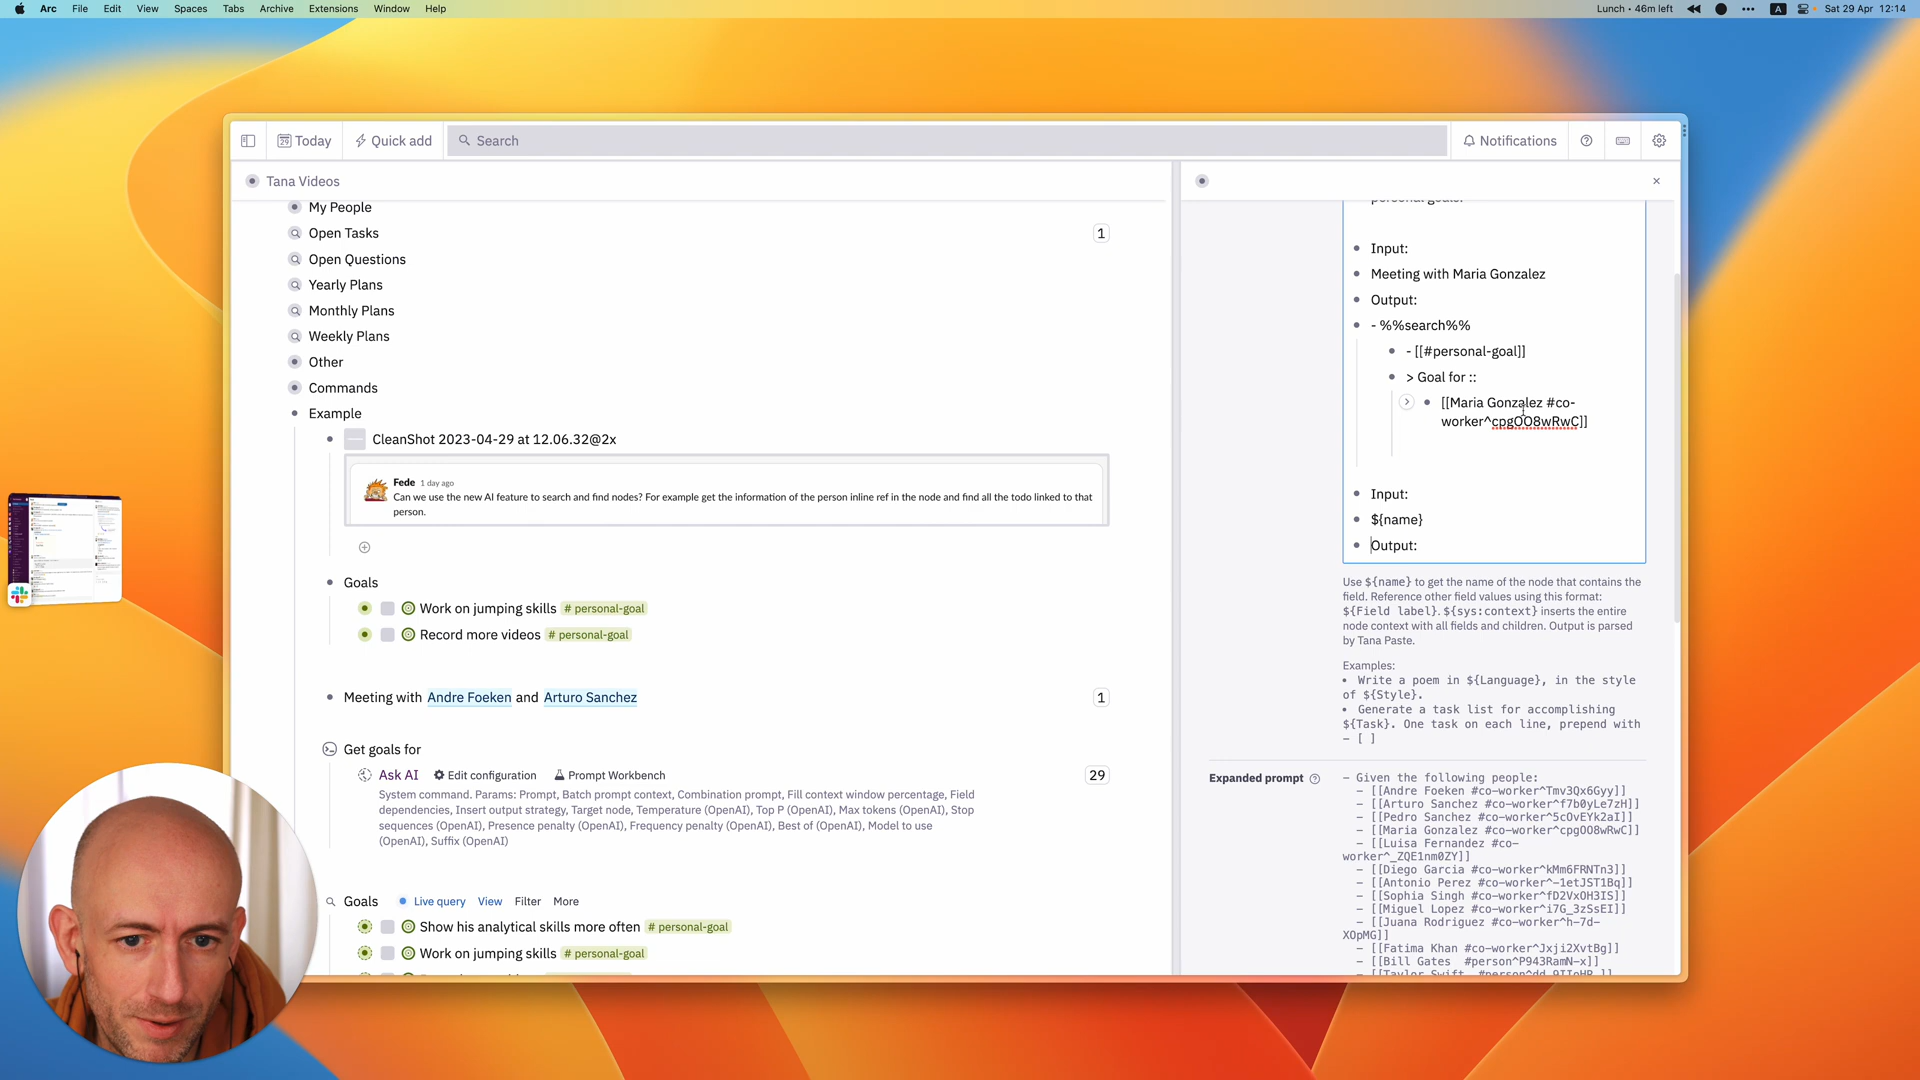 Arc File Edit View Spaces Tabs Archive Extensions Window Help
Lunch • 46m left A Sat 29 Apr 12:14
Today Quick add Search Notifications
Tana Videos
My People
Open Tasks 1
Open Questions
Yearly Plans
Monthly Plans
Weekly Plans
Other
Commands
Example
CleanShot 2023-04-29 at 12.06.32@2x
Fede 1 day ago
Can we use the new AI feature to search and find nodes? For example get the information of the person inline ref in the node and find all the todo linked to that
person.
Goals
Work on jumping skills # personal-goal
Record more videos # personal-goal
Meeting with Andre Foeken and Arturo Sanchez 1
Get goals for
Ask AI Edit configuration Prompt Workbench 29
System command. Params: Prompt, Batch prompt context, Combination prompt, Fill context window percentage, Field
dependencies, Insert output strategy, Target node, Temperature (OpenAI), Top P (OpenAI), Max tokens (OpenAI), Stop
sequences (OpenAI), Presence penalty (OpenAI), Frequency penalty (OpenAI), Best of (OpenAI), Model to use
(OpenAI), Suffix (OpenAI)
Goals Live query View Filter More
Show his analytical skills more often # personal-goal
Work on jumping skills # personal-goal
personal goals.
Input:
Meeting with Maria Gonzalez
Output:
- %%search%%
- [[#personal-goal]]
> Goal for ::
[[Maria Gonzalez #co-
worker^cpgOO8wRwC]]
Input:
${name}
Output:
Use ${name} to get the name of the node that contains the
field. Reference other field values using this format:
${Field label}. ${sys:context} inserts the entire
node context with all fields and children. Output is parsed
by Tana Paste.
Examples:
• Write a poem in ${Language}, in the style
of ${Style}.
• Generate a task list for accomplishing
${Task}. One task on each line, prepend with
- [ ]
Expanded prompt
- Given the following people:
- [[Andre Foeken #co-worker^Tmv3Qx6Gyy]]
- [[Arturo Sanchez #co-worker^f7b0yLe7zH]]
- [[Pedro Sanchez #co-worker^5cOvEYk2aI]]
- [[Maria Gonzalez #co-worker^cpgOO8wRwC]]
- [[Luisa Fernandez #co-
worker^_ZQE1nm0ZY]]
- [[Diego Garcia #co-worker^kMm6FRNTn3]]
- [[Antonio Perez #co-worker^-1etJST1Bq]]
- [[Sophia Singh #co-worker^fD2VxOH3IS]]
- [[Miguel Lopez #co-worker^i7G_3zSsEI]]
- [[Juana Rodriguez #co-worker^h-7d-
XOpMG]]
- [[Fatima Khan #co-worker^Jxji2XvtBg]]
- [[Bill Gates #person^P943RamN-x]]
- [[Taylor Swift